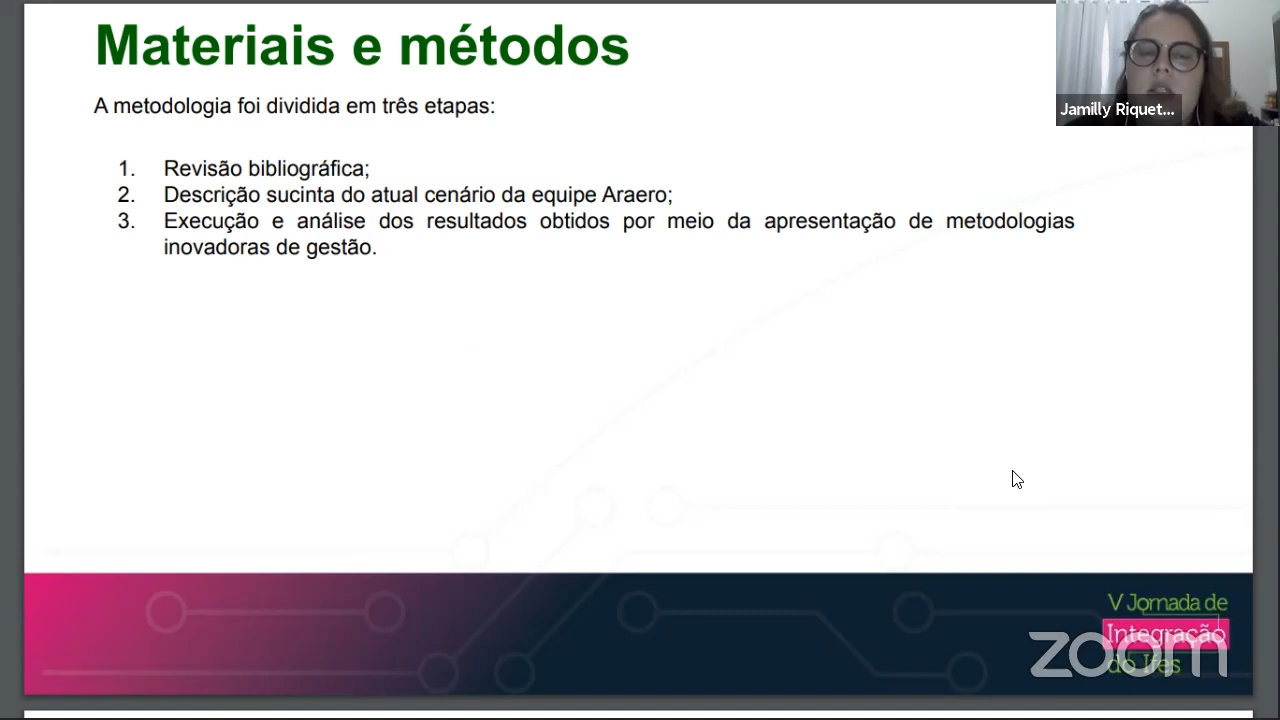 Materiais e métodos
A metodologia foi dividida em três etapas:
1. Revisão bibliográfica;
2. Descrição sucinta do atual cenário da equipe Araero;
3. Execução e análise dos resultados obtidos por meio da apresentação de metodologias
inovadoras de gestão.
Jamilly Riquet...
V Jornada de
Integração
do Ifes
zoom